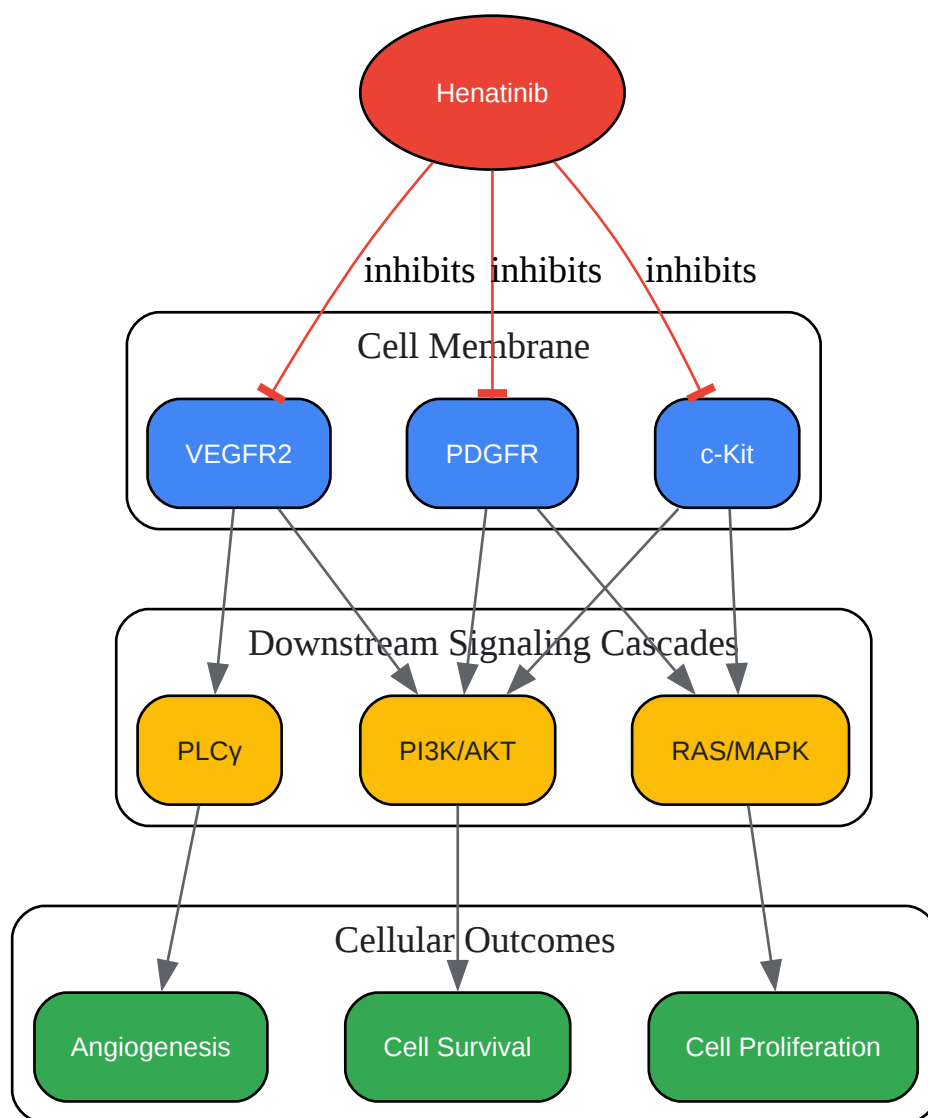 Henatinib
inhibits inhibits inhibits
Cell Membrane
VEGFR2 PDGFR c-Kit
Downstream Signaling Cascades
PLCγ PI3K/AKT RAS/MAPK
Cellular Outcomes
Angiogenesis Cell Survival Cell Proliferation